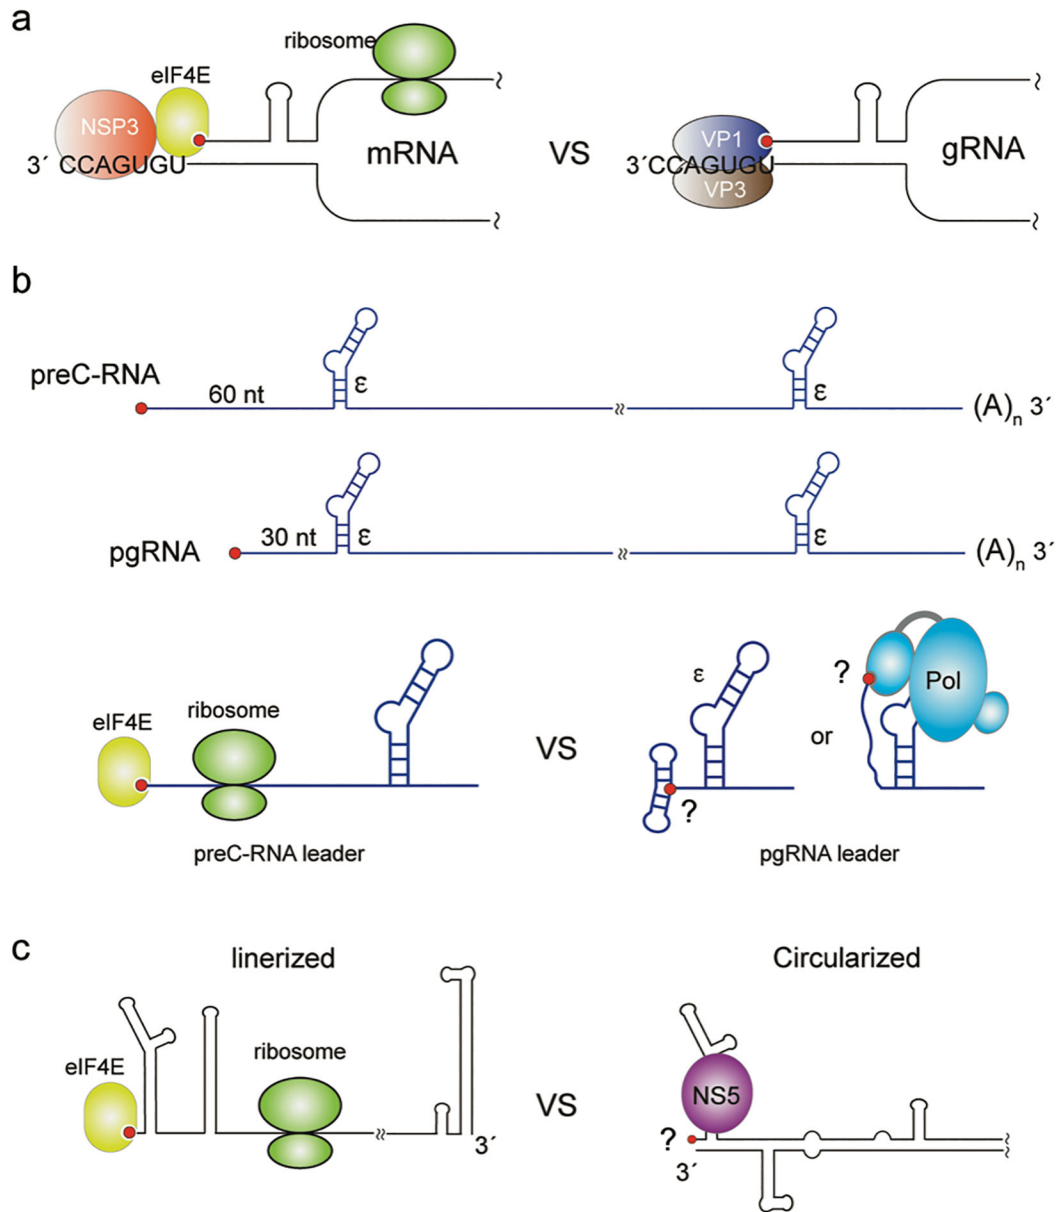 a
ribosome
eIF4E
NSP3
mRNA
3´ CCAGUGU
VS
VP1
gRNA
3´CCAGUGU
VP3
b
preC-RNA
60 nt
ε
ε
(A)n 3´
pgRNA
30 nt
ε
ε
(A)n 3´
eIF4E
ribosome
preC-RNA leader
VS
ε
?
or
?
Pol
pgRNA leader
c
linerized
Circularized
eIF4E
ribosome
3´
VS
NS5
?
3´